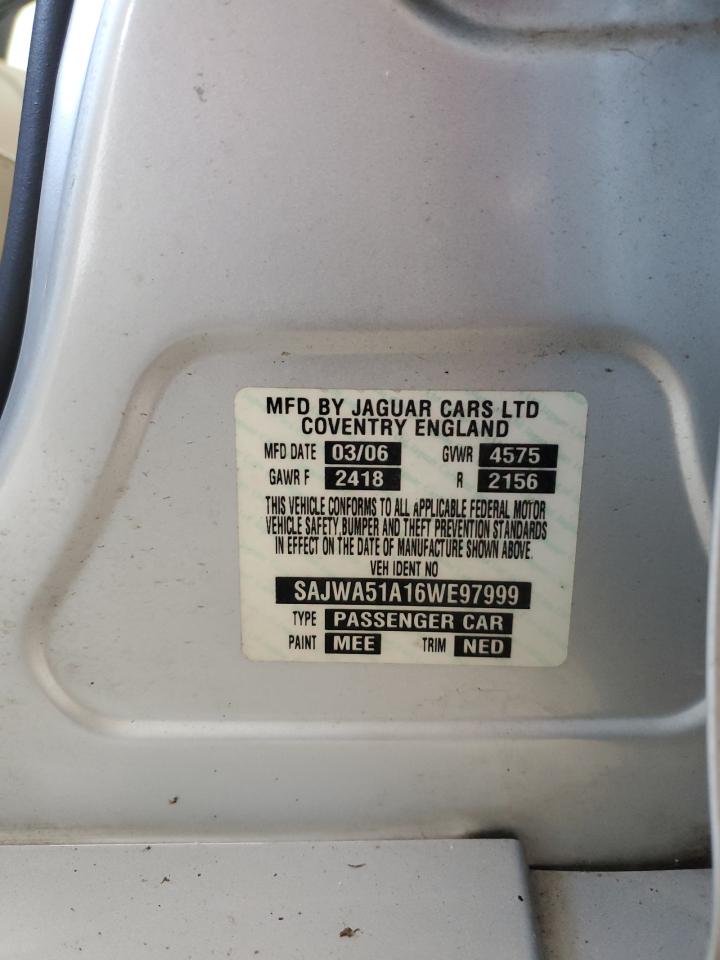 MFD BY JAGUAR CARS LTD
COVENTRY ENGLAND
MFD DATE 03/06 GVWR 4575
GAWR F 2418 R 2156
THIS VEHICLE CONFORMS TO ALL APPLICABLE FEDERAL MOTOR
VEHICLE SAFETY, BUMPER AND THEFT PREVENTION STANDARDS
IN EFFECT ON THE DATE OF MANUFACTURE SHOWN ABOVE.
VEH IDENT NO
SAJWA51A16WE97999
TYPE PASSENGER CAR
PAINT MEE TRIM NED